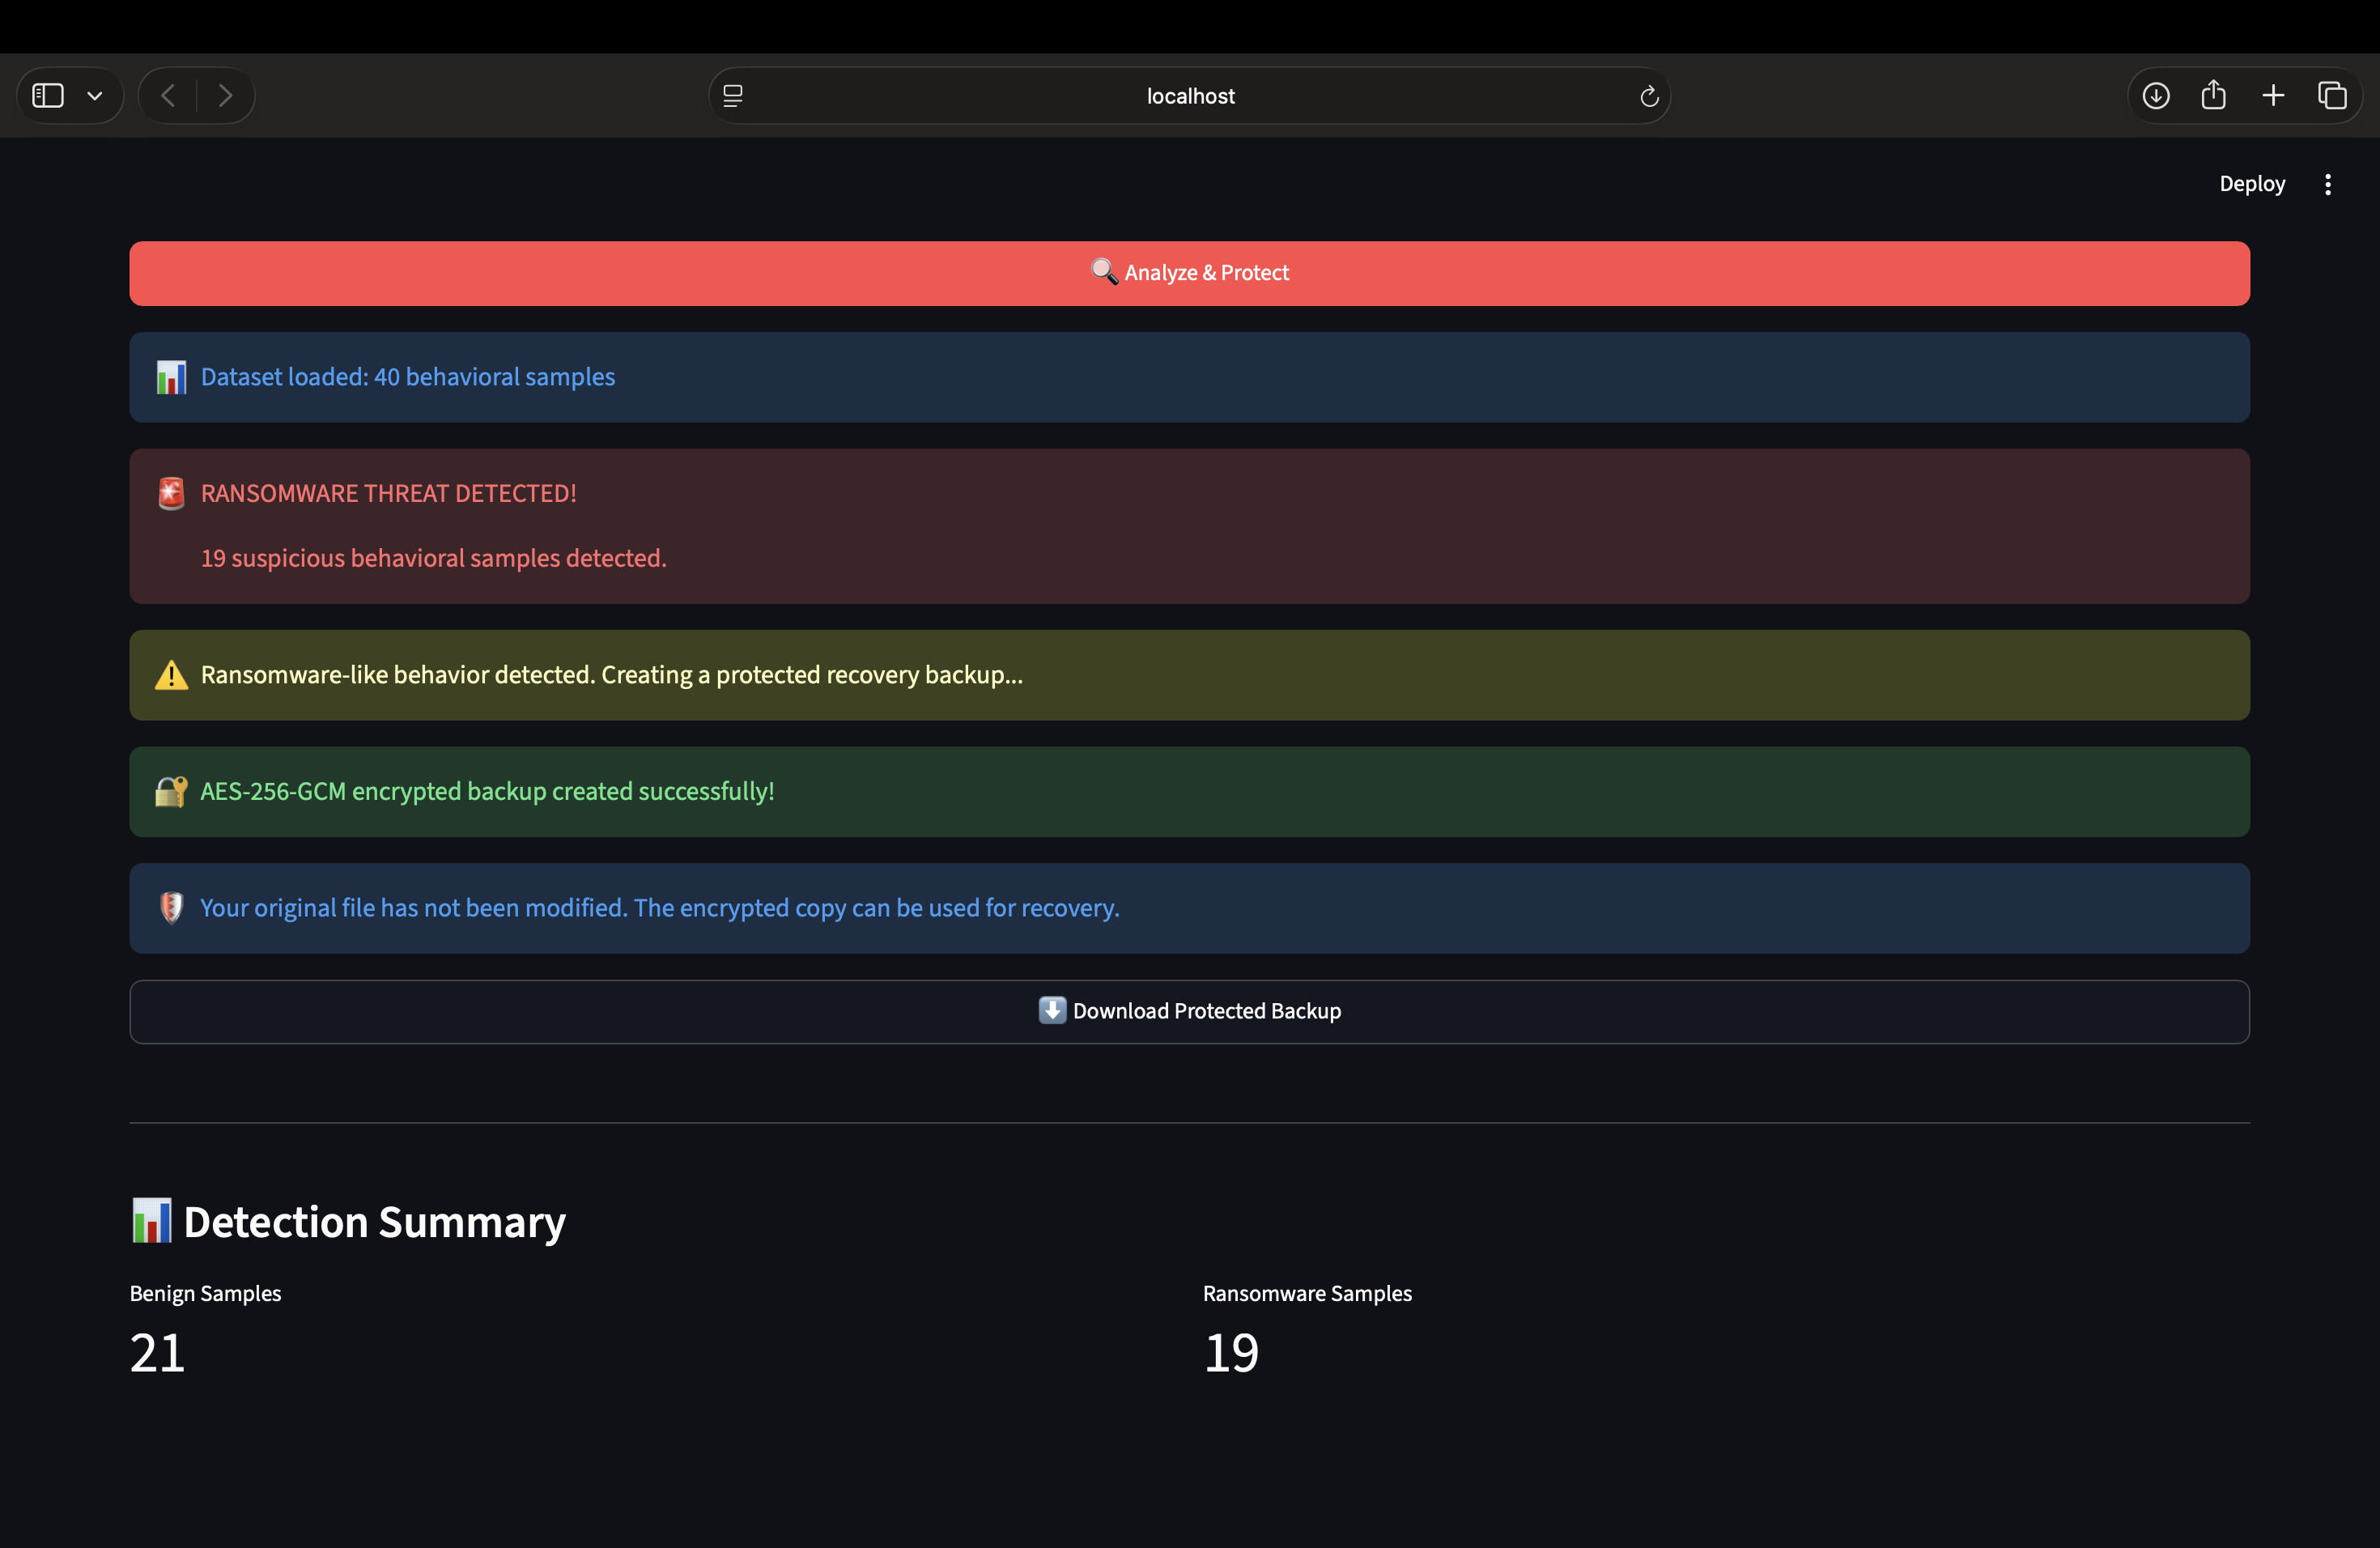 localhost
Deploy
🔍 Analyze & Protect
📊 Dataset loaded: 40 behavioral samples
🚨 RANSOMWARE THREAT DETECTED!
19 suspicious behavioral samples detected.
⚠️ Ransomware-like behavior detected. Creating a protected recovery backup...
🔐 AES-256-GCM encrypted backup created successfully!
🛡️ Your original file has not been modified. The encrypted copy can be used for recovery.
⬇️ Download Protected Backup
📊 Detection Summary
Benign Samples
21
Ransomware Samples
19